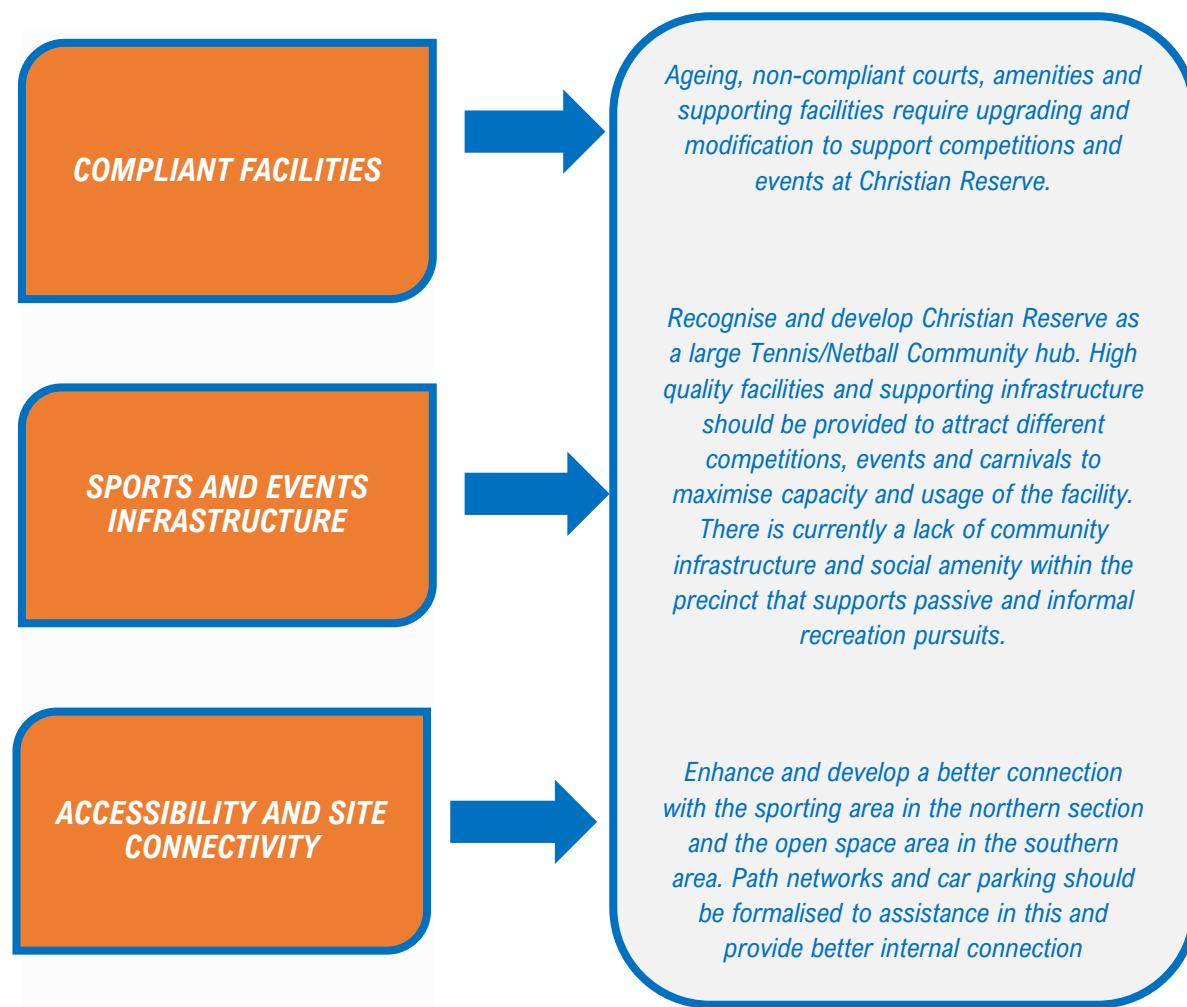 COMPLIANT FACILITIES
Ageing, non-compliant courts, amenities and
supporting facilities require upgrading and
modification to support competitions and
events at Christian Reserve.
SPORTS AND EVENTS
INFRASTRUCTURE
Recognise and develop Christian Reserve as
a large Tennis/Netball Community hub. High
quality facilities and supporting infrastructure
should be provided to attract different
competitions, events and carnivals to
maximise capacity and usage of the facility.
There is currently a lack of community
infrastructure and social amenity within the
precinct that supports passive and informal
recreation pursuits.
ACCESSIBILITY AND SITE
CONNECTIVITY
Enhance and develop a better connection
with the sporting area in the northern section
and the open space area in the southern
area. Path networks and car parking should
be formalised to assistance in this and
provide better internal connection